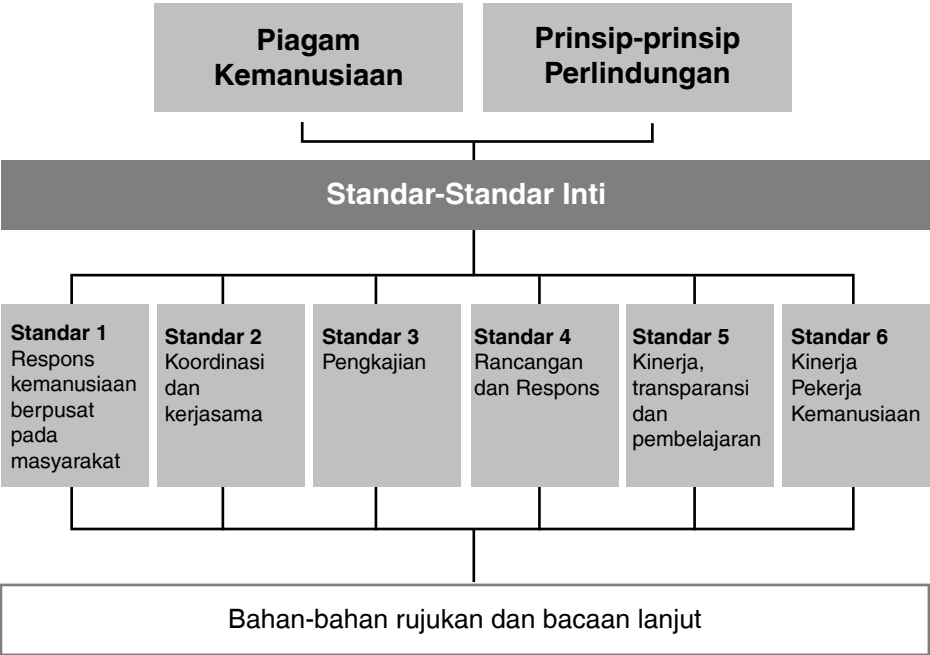 Piagam
Kemanusiaan
Prinsip-prinsip
Perlindungan
Standar-Standar Inti
Standar 1
Respons
kemanusiaan
berpusat
pada
masyarakat
Standar 2
Koordinasi
dan
kerjasama
Standar 3
Pengkajian
Standar 4
Rancangan
dan Respons
Standar 5
Kinerja,
transparansi
dan
pembelajaran
Standar 6
Kinerja
Pekerja
Kemanusiaan
Bahan-bahan rujukan dan bacaan lanjut